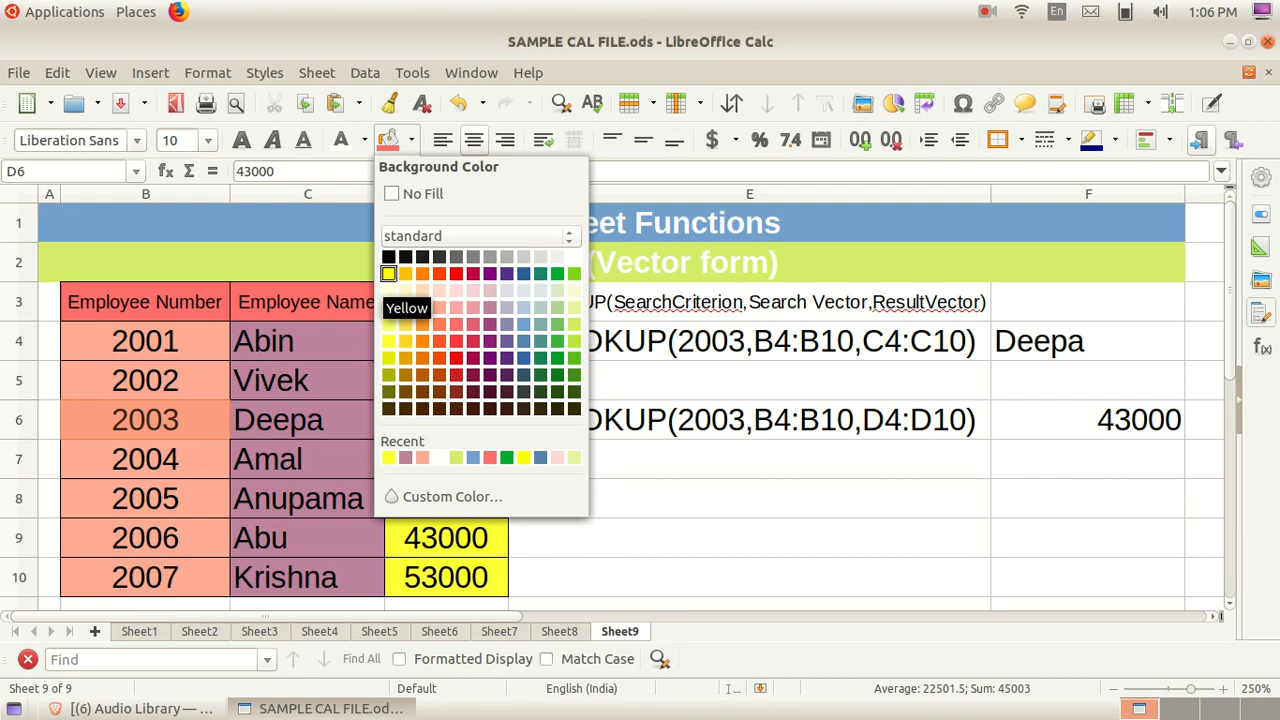 Applications Places
En 1:06 PM
SAMPLE CAL FILE.ods - LibreOffice Calc
File Edit View Insert Format Styles Sheet Data Tools Window Help
Liberation Sans 10
D6 43000
Background Color
No Fill
standard
Yellow
Recent
Custom Color...
A B C E F
1 eet Functions
2 (Vector form)
3 Employee Number Employee Name UP(SearchCriterion,Search Vector,ResultVector)
4 2001 Abin OKUP(2003,B4:B10,C4:C10) Deepa
5 2002 Vivek
6 2003 Deepa OKUP(2003,B4:B10,D4:D10) 43000
7 2004 Amal
8 2005 Anupama
9 2006 Abu 43000
10 2007 Krishna 53000
Sheet1 Sheet2 Sheet3 Sheet4 Sheet5 Sheet6 Sheet7 Sheet8 Sheet9
Find Find All Formatted Display Match Case
Sheet 9 of 9 Default English (India) Average: 22501.5; Sum: 45003 250%
[(6) Audio Library — ... SAMPLE CAL FILE.od...